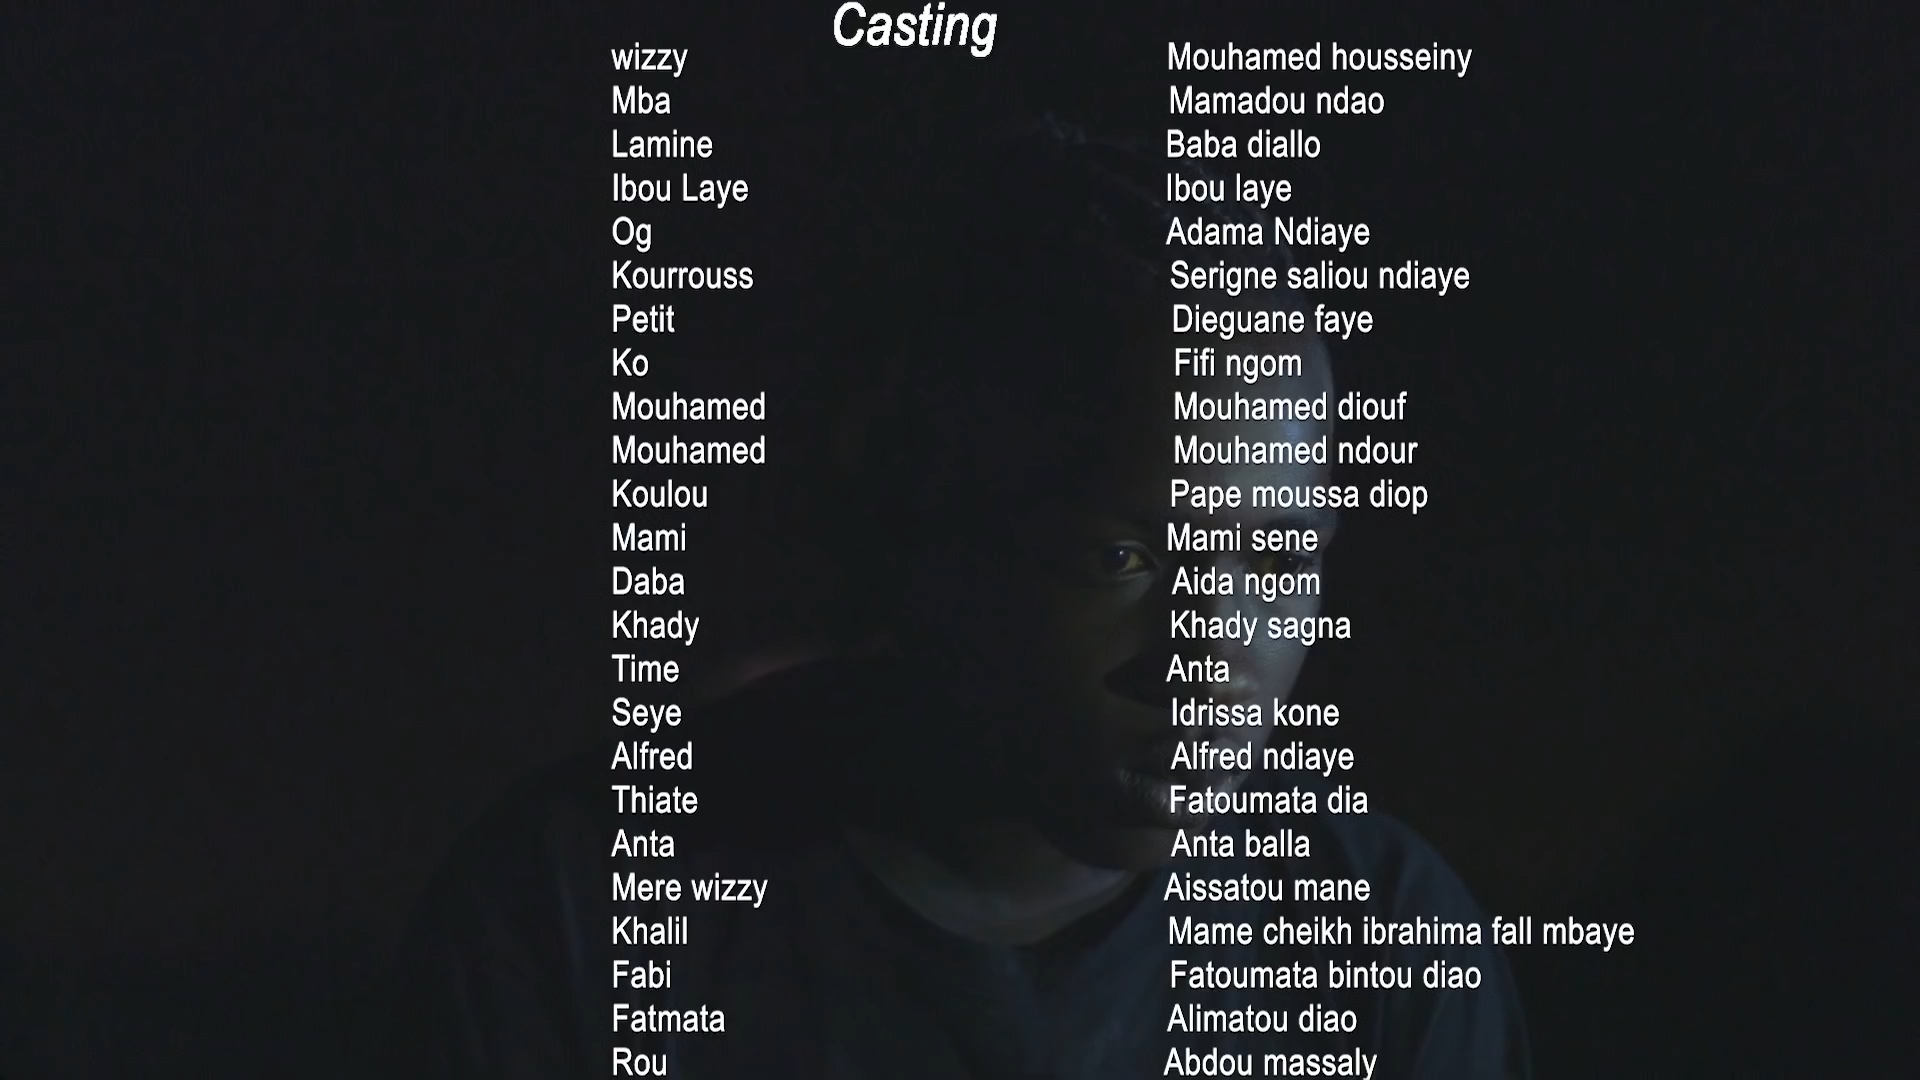 Casting
wizzy Mouhamed housseiny
Mba Mamadou ndao
Lamine Baba diallo
Ibou Laye Ibou laye
Og Adama Ndiaye
Kourrouss Serigne saliou ndiaye
Petit Dieguane faye
Ko Fifi ngom
Mouhamed Mouhamed diouf
Mouhamed Mouhamed ndour
Koulou Pape moussa diop
Mami Mami sene
Daba Aida ngom
Khady Khady sagna
Time Anta
Seye Idrissa kone
Alfred Alfred ndiaye
Thiate Fatoumata dia
Anta Anta balla
Mere wizzy Aissatou mane
Khalil Mame cheikh ibrahima fall mbaye
Fabi Fatoumata bintou diao
Fatmata Alimatou diao
Rou Abdou massaly